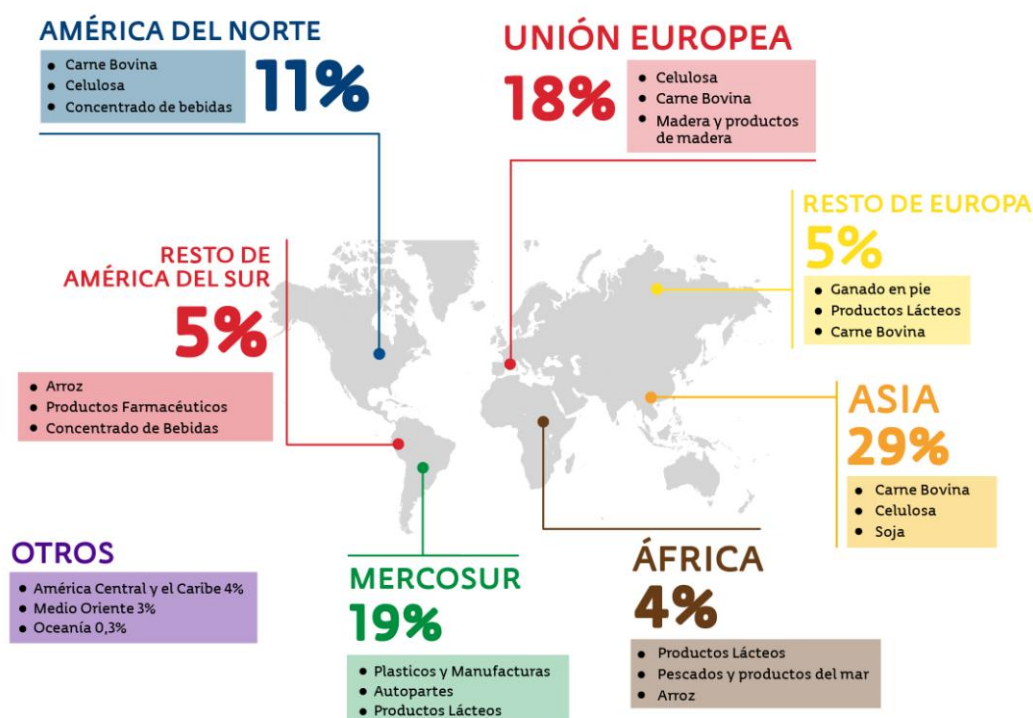 AMÉRICA DEL NORTE
• Carne Bovina
• Celulosa
• Concentrado de bebidas
11%
UNIÓN EUROPEA
18%
• Celulosa
• Carne Bovina
• Madera y productos
de madera
RESTO DE EUROPA
5%
• Ganado en pie
• Productos Lácteos
• Carne Bovina
RESTO DE
AMÉRICA DEL SUR
5%
• Arroz
• Productos Farmacéuticos
• Concentrado de Bebidas
ASIA
29%
• Carne Bovina
• Celulosa
• Soja
OTROS
• América Central y el Caribe 4%
• Medio Oriente 3%
• Oceanía 0,3%
MERCOSUR
19%
• Plasticos y Manufacturas
• Autopartes
• Productos Lácteos
ÁFRICA
4%
• Productos Lácteos
• Pescados y productos del mar
• Arroz